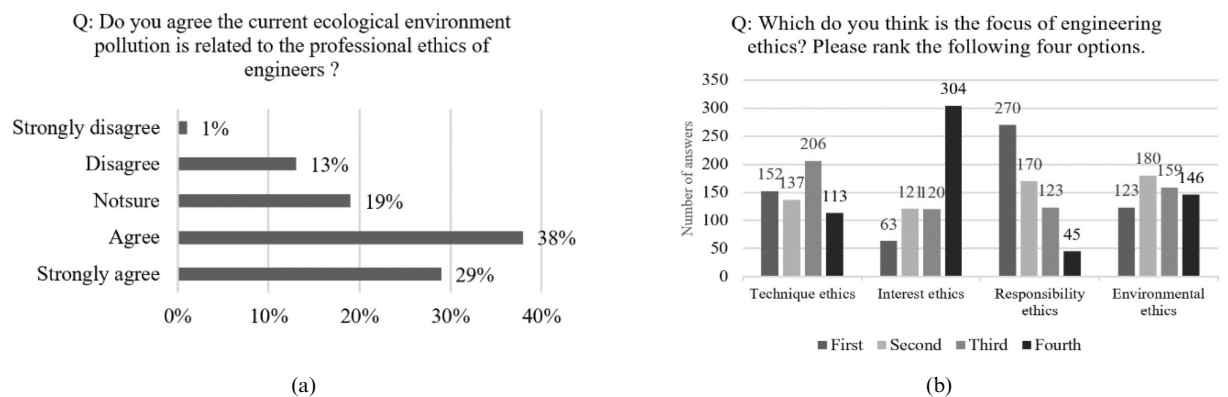 Q: Do you agree the current ecological environment
pollution is related to the professional ethics of
engineers ?
Strongly disagree 1%
Disagree 13%
Notsure 19%
Agree 38%
Strongly agree 29%
0% 10% 20% 30% 40%
(a)
Q: Which do you think is the focus of engineering
ethics? Please rank the following four options.
Number of answers
350
300
250
200
150
100
50
0
152 137 206 113
63 121 120 304
270 170 123 45
123 180 159 146
Technique ethics Interest ethics Responsibility ethics Environmental ethics
First Second Third Fourth
(b)